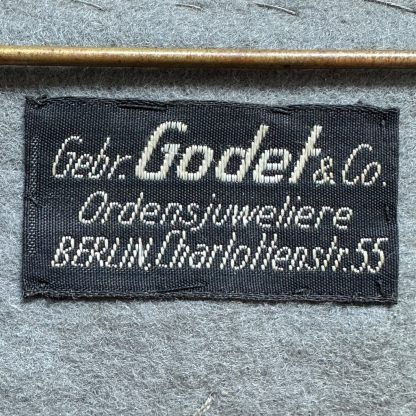 Gebr. Godet & Co.
Ordensjuweliere
BERLIN, Charlottenstr. 55